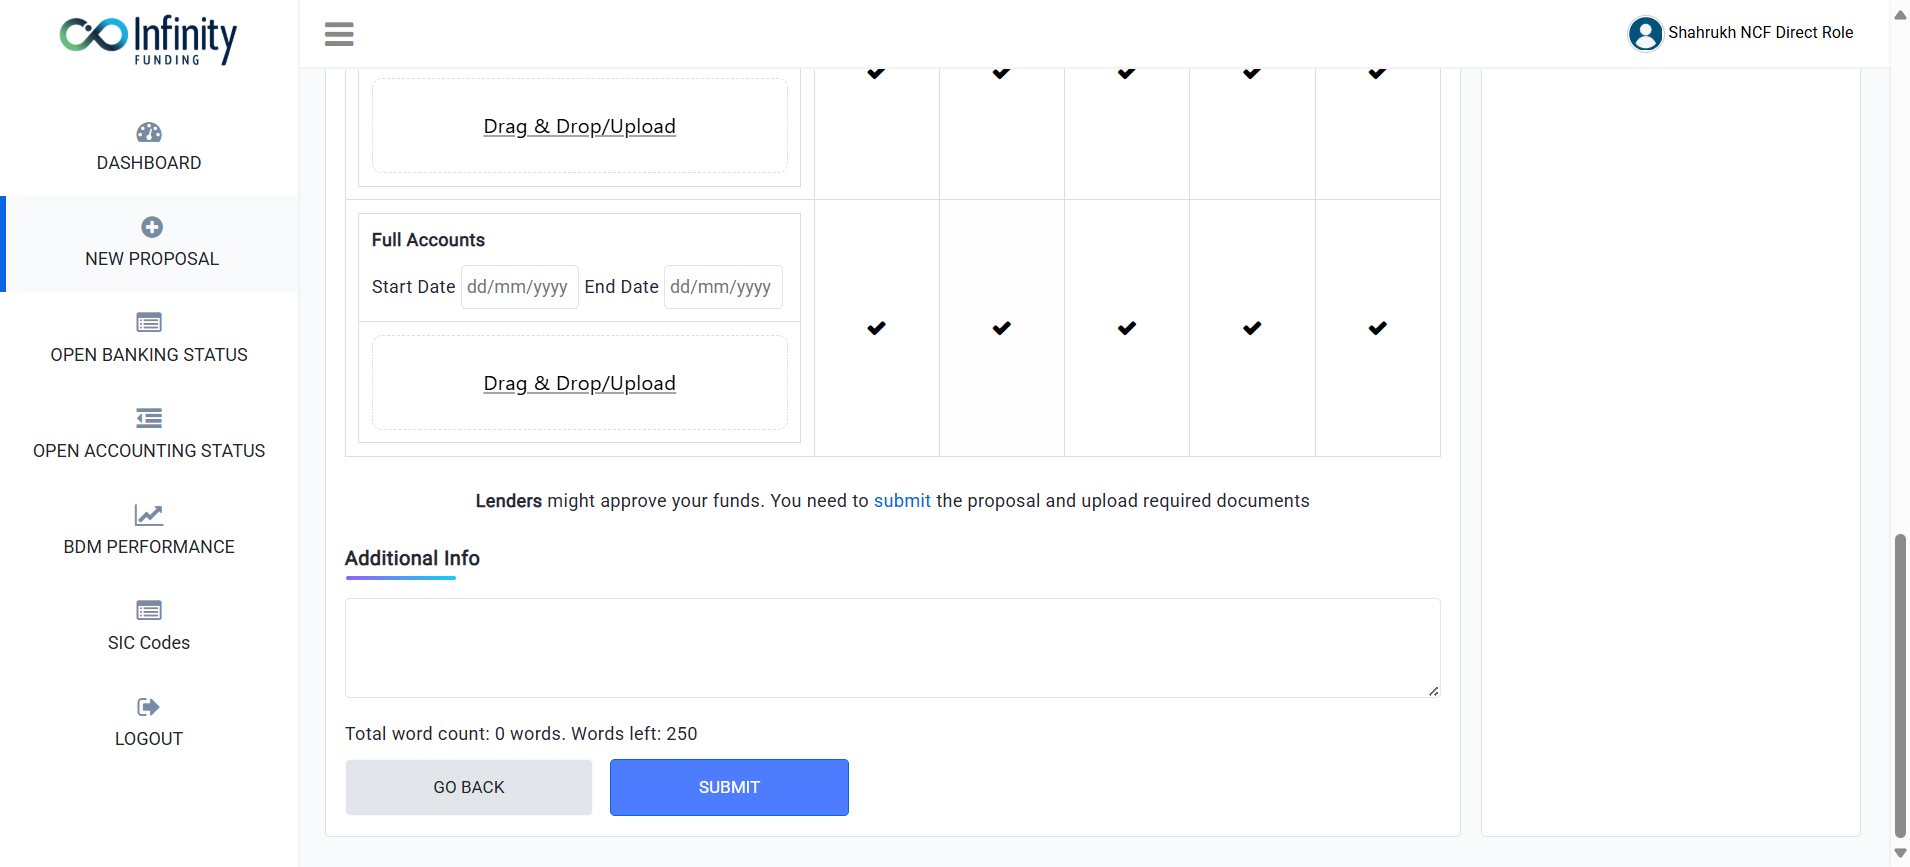 Infinity
FUNDING
Shahrukh NCF Direct Role
DASHBOARD
NEW PROPOSAL
OPEN BANKING STATUS
OPEN ACCOUNTING STATUS
BDM PERFORMANCE
SIC Codes
LOGOUT
Drag & Drop/Upload
Full Accounts
Start Date dd/mm/yyyy End Date dd/mm/yyyy
Drag & Drop/Upload
Lenders might approve your funds. You need to submit the proposal and upload required documents
Additional Info
Total word count: 0 words. Words left: 250
GO BACK SUBMIT